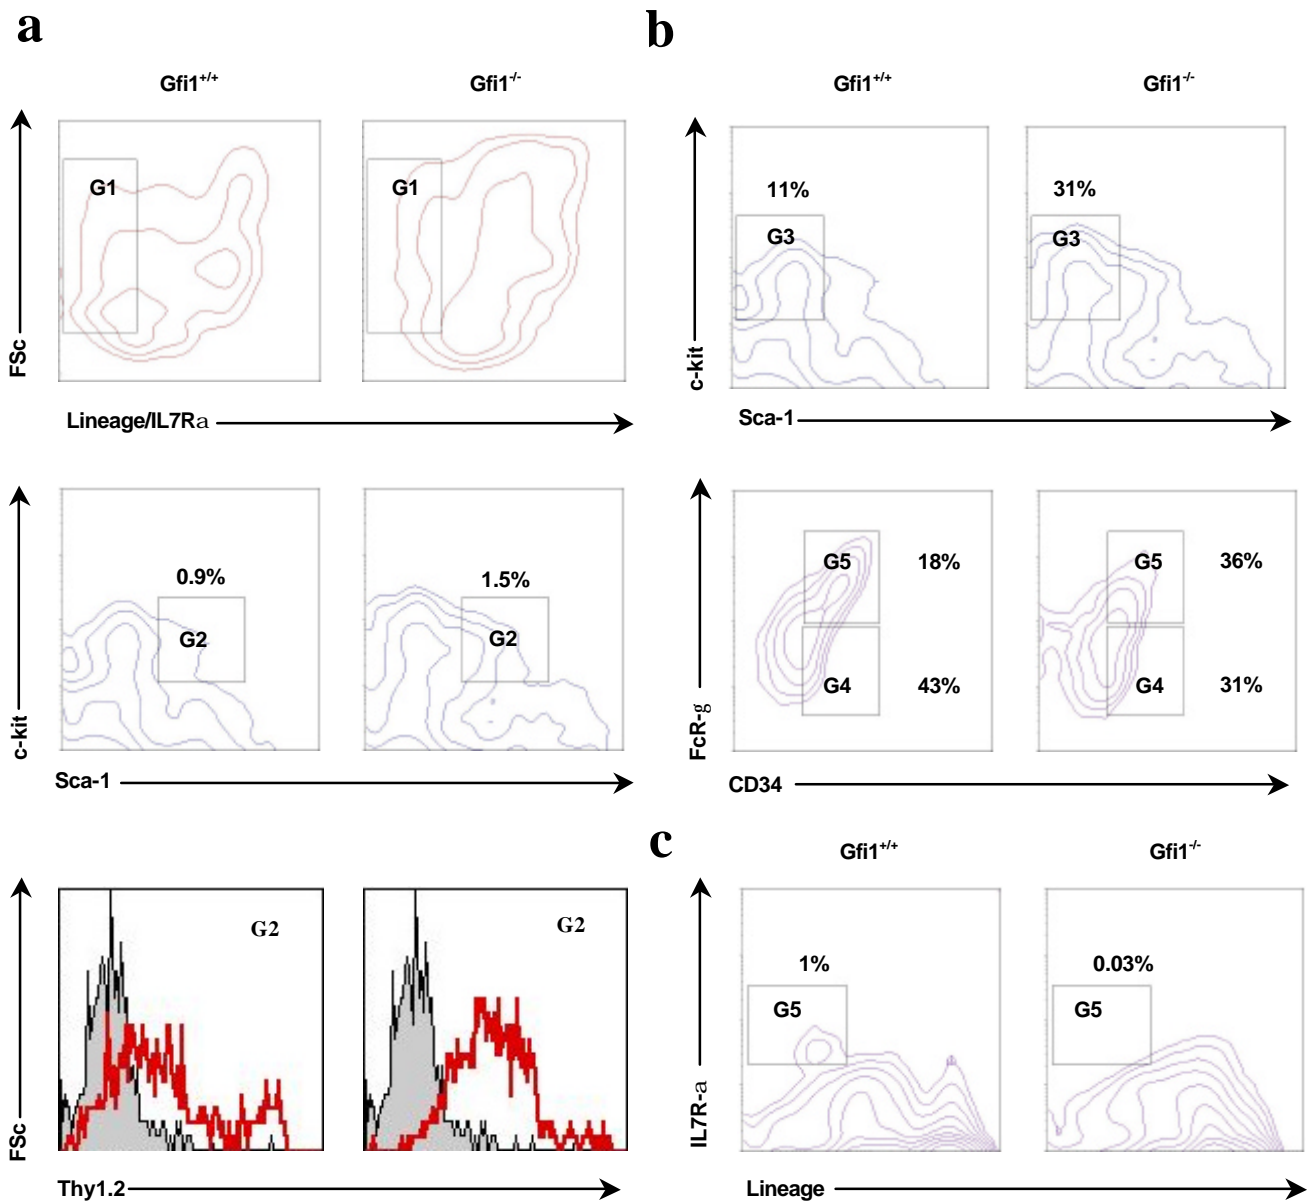 a
Gfi1+/+
Gfi1-/-
G1
G1
FSc
Lineage/IL7Ra
0.9%
1.5%
G2
G2
c-kit
Sca-1
G2
G2
FSc
Thy1.2
b
Gfi1+/+
Gfi1-/-
11%
31%
G3
G3
c-kit
Sca-1
G5
18%
G5
36%
G4
43%
G4
31%
FcR-g
CD34
c
Gfi1+/+
Gfi1-/-
1%
0.03%
G5
G5
IL7R-a
Lineage